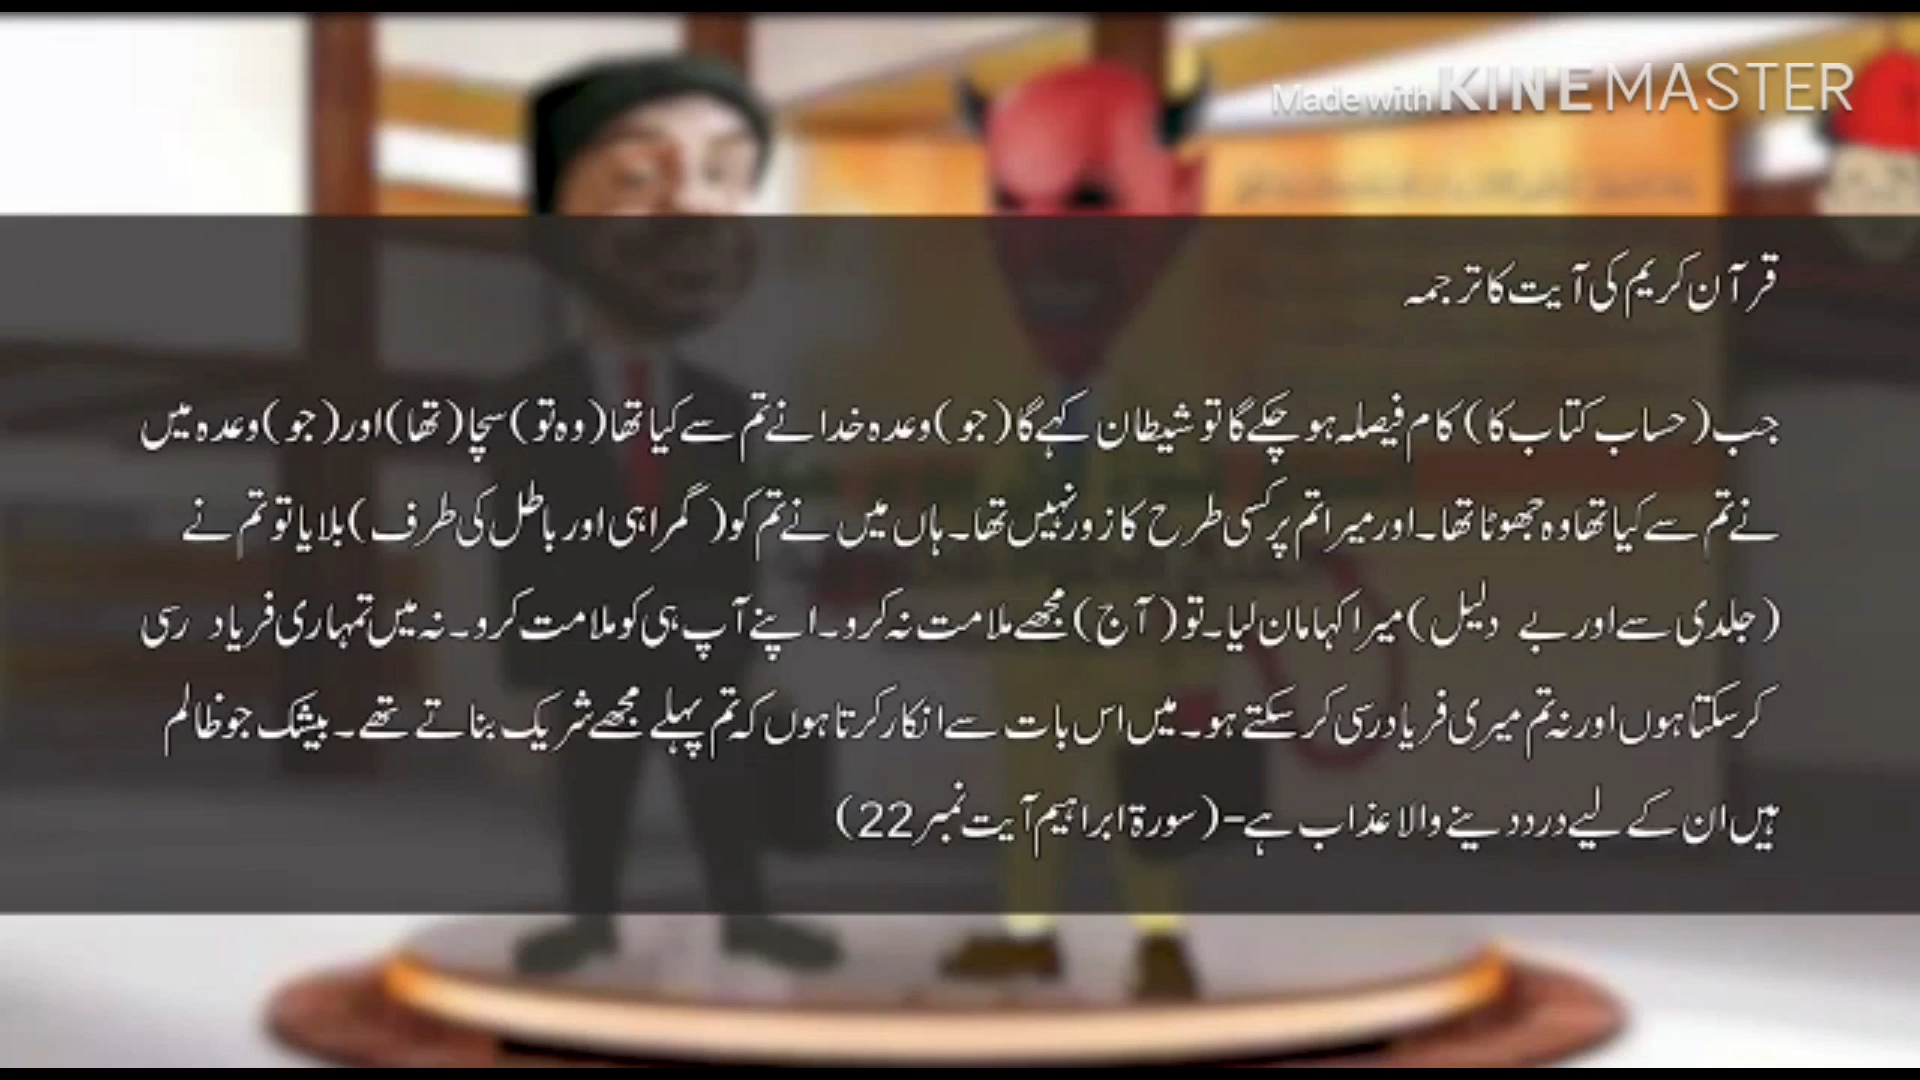 Made with KINEMASTER
قرآن کریم کی آیت کا ترجمہ
جب (حساب کتاب کا) کام فیصلہ ہو چکے گا تو شیطان کہے گا (جو) وعدہ خدا نے تم سے کیا تھا (وہ تو) سچا (تھا) اور (جو) وعدہ میں
نے تم سے کیا تھا وہ جھوٹا تھا۔ اور میرا تم پر کسی طرح کا زور نہیں تھا۔ ہاں میں نے تم کو (گمراہی اور باطل کی طرف) بلایا تو تم نے
(جلدی سے اور بے دلیل) میرا کہا مان لیا۔ تو (آج) مجھے ملامت نہ کرو۔ اپنے آپ ہی کو ملامت کرو۔ نہ میں تمہاری فریاد رسی
کرسکتا ہوں اور نہ تم میری فریاد رسی کرسکتے ہو۔ میں اس بات سے انکار کرتا ہوں کہ تم پہلے مجھے شریک بناتے تھے۔ بیشک جو ظالم
ہیں ان کے لیے درد دینے والا عذاب ہے- (سورۃ ابراہیم آیت نمبر 22)